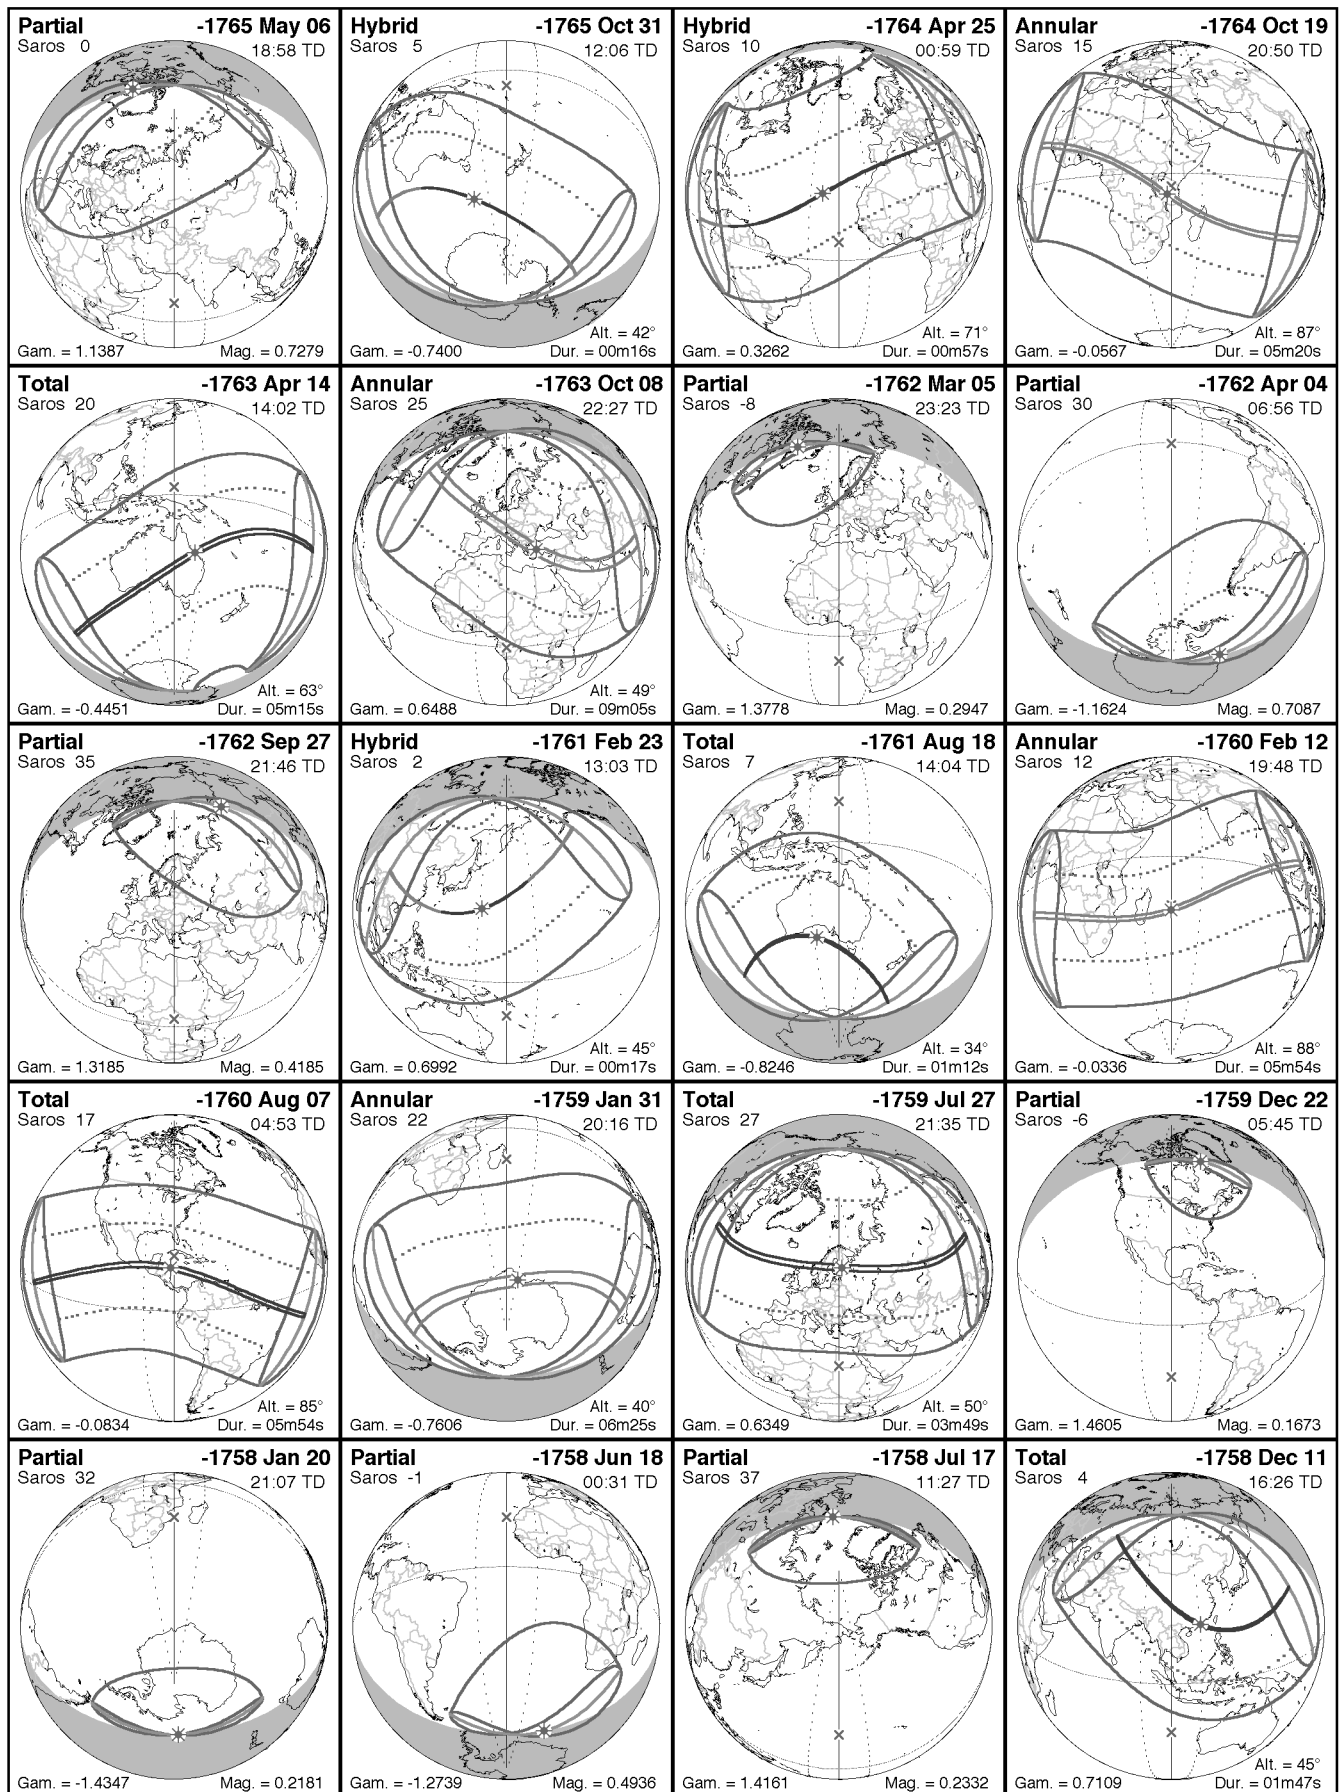 Partial -1765 May 06
Saros 0 18:58 TD
Gam. = 1.1387 Mag. = 0.7279
Hybrid -1765 Oct 31
Saros 5 12:06 TD
Alt. = 42°
Gam. = -0.7400 Dur. = 00m16s
Hybrid -1764 Apr 25
Saros 10 00:59 TD
Alt. = 71°
Gam. = 0.3262 Dur. = 00m57s
Annular -1764 Oct 19
Saros 15 20:50 TD
Alt. = 87°
Gam. = -0.0567 Dur. = 05m20s
Total -1763 Apr 14
Saros 20 14:02 TD
Alt. = 63°
Gam. = -0.4451 Dur. = 05m15s
Annular -1763 Oct 08
Saros 25 22:27 TD
Alt. = 49°
Gam. = 0.6488 Dur. = 09m05s
Partial -1762 Mar 05
Saros -8 23:23 TD
Gam. = 1.3778 Mag. = 0.2947
Partial -1762 Apr 04
Saros 30 06:56 TD
Gam. = -1.1624 Mag. = 0.7087
Partial -1762 Sep 27
Saros 35 21:46 TD
Gam. = 1.3185 Mag. = 0.4185
Hybrid -1761 Feb 23
Saros 2 13:03 TD
Alt. = 45°
Gam. = 0.6992 Dur. = 00m17s
Total -1761 Aug 18
Saros 7 14:04 TD
Alt. = 34°
Gam. = -0.8246 Dur. = 01m12s
Annular -1760 Feb 12
Saros 12 19:48 TD
Alt. = 88°
Gam. = -0.0336 Dur. = 05m54s
Total -1760 Aug 07
Saros 17 04:53 TD
Alt. = 85°
Gam. = -0.0834 Dur. = 05m54s
Annular -1759 Jan 31
Saros 22 20:16 TD
Alt. = 40°
Gam. = -0.7606 Dur. = 06m25s
Total -1759 Jul 27
Saros 27 21:35 TD
Alt. = 50°
Gam. = 0.6349 Dur. = 03m49s
Partial -1759 Dec 22
Saros -6 05:45 TD
Gam. = 1.4605 Mag. = 0.1673
Partial -1758 Jan 20
Saros 32 21:07 TD
Gam. = -1.4347 Mag. = 0.2181
Partial -1758 Jun 18
Saros -1 00:31 TD
Gam. = -1.2739 Mag. = 0.4936
Partial -1758 Jul 17
Saros 37 11:27 TD
Gam. = 1.4161 Mag. = 0.2332
Total -1758 Dec 11
Saros 4 16:26 TD
Alt. = 45°
Gam. = 0.7109 Dur. = 01m47s